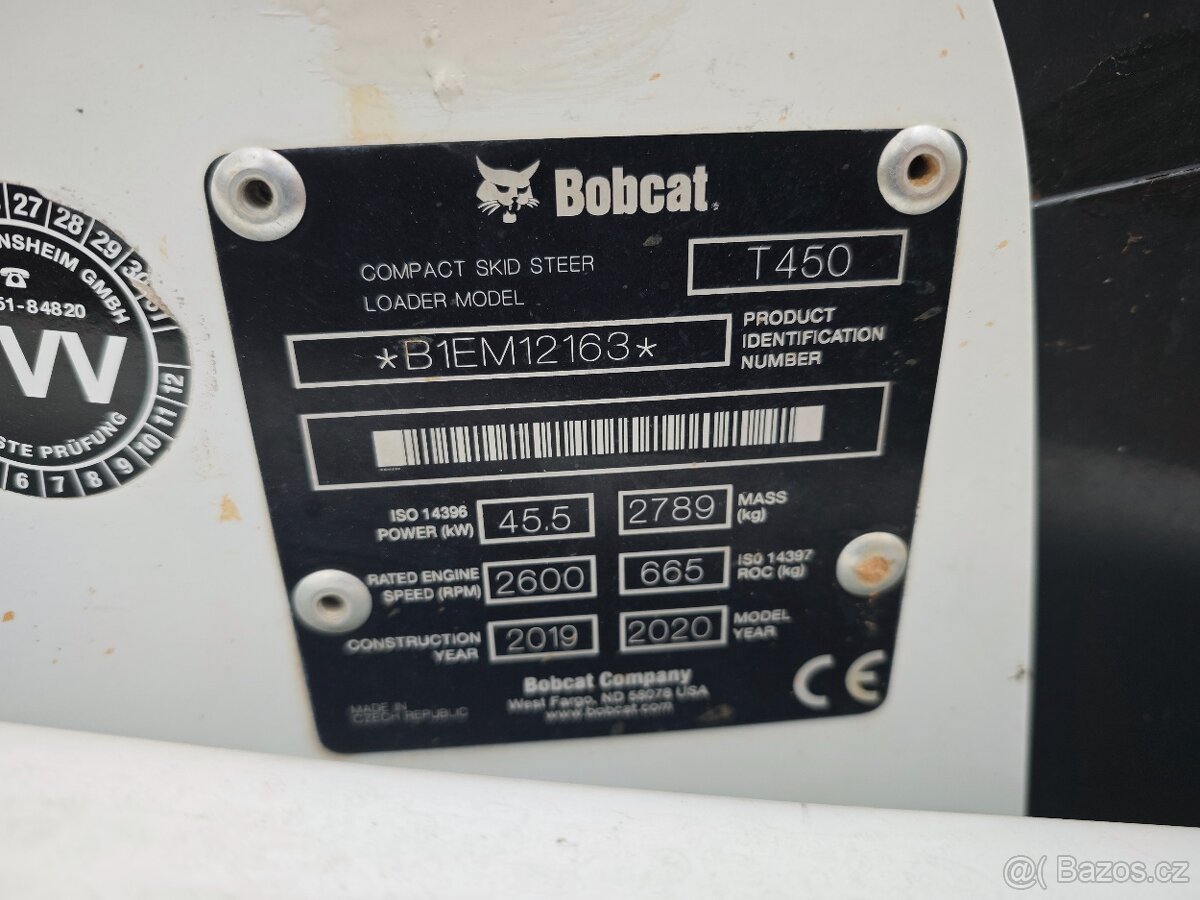 Bobcat
COMPACT SKID STEER
LOADER MODEL
T450
*B1EM12163*
PRODUCT
IDENTIFICATION
NUMBER
ISO 14396
POWER (kW)
45.5
2789
MASS
(kg)
RATED ENGINE
SPEED (RPM)
2600
665
ISO 14397
ROC (kg)
CONSTRUCTION
YEAR
2019
2020
MODEL
YEAR
Bobcat Company
West Fargo, ND 58078 USA
www.bobcat.com
MADE IN
CZECH REPUBLIC
CE
27 28 29 30 31
NSHEIM GMBH
51-84820
W
STE PRÜFUNG
6 7 8 9 10 11 12
@( Bazos.cz